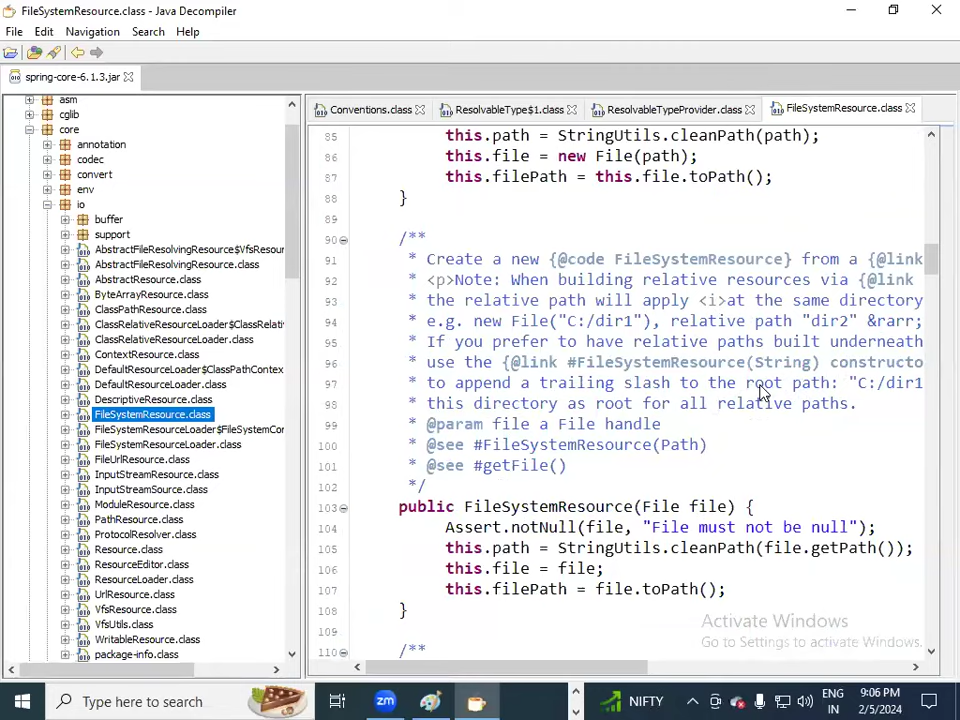 FileSystemResource.class - Java Decompiler
File Edit Navigation Search Help
spring-core-6.1.3.jar
asm
cglib
core
annotation
codec
convert
env
io
buffer
support
AbstractFileResolvingResource$VfsResour
AbstractFileResolvingResource.class
AbstractResource.class
ByteArrayResource.class
ClassPathResource.class
ClassRelativeResourceLoader$ClassRelati
ClassRelativeResourceLoader.class
ContextResource.class
DefaultResourceLoader$ClassPathContex
DefaultResourceLoader.class
DescriptiveResource.class
FileSystemResource.class
FileSystemResourceLoader$FileSystemCor
FileSystemResourceLoader.class
FileUrlResource.class
InputStreamResource.class
InputStreamSource.class
ModuleResource.class
PathResource.class
ProtocolResolver.class
Resource.class
ResourceEditor.class
ResourceLoader.class
UrlResource.class
VfsResource.class
VfsUtils.class
WritableResource.class
package-info.class
Conventions.class ResolvableType$1.class ResolvableTypeProvider.class FileSystemResource.class
85 this.path = StringUtils.cleanPath(path);
86 this.file = new File(path);
87 this.filePath = this.file.toPath();
88 }
89
90 /**
91 * Create a new {@code FileSystemResource} from a {@link
92 * <p>Note: When building relative resources via {@link
93 * the relative path will apply <i>at the same directory
94 * e.g. new File("C:/dir1"), relative path "dir2" &rarr;
95 * If you prefer to have relative paths built underneath
96 * use the {@link #FileSystemResource(String) constructo
97 * to append a trailing slash to the root path: "C:/dir1
98 * this directory as root for all relative paths.
99 * @param file a File handle
100 * @see #FileSystemResource(Path)
101 * @see #getFile()
102 */
103 public FileSystemResource(File file) {
104 Assert.notNull(file, "File must not be null");
105 this.path = StringUtils.cleanPath(file.getPath());
106 this.file = file;
107 this.filePath = file.toPath();
108 }
109
110 /**
Activate Windows
Go to Settings to activate Windows.
Type here to search
zm
NIFTY
ENG
IN
9:06 PM
2/5/2024